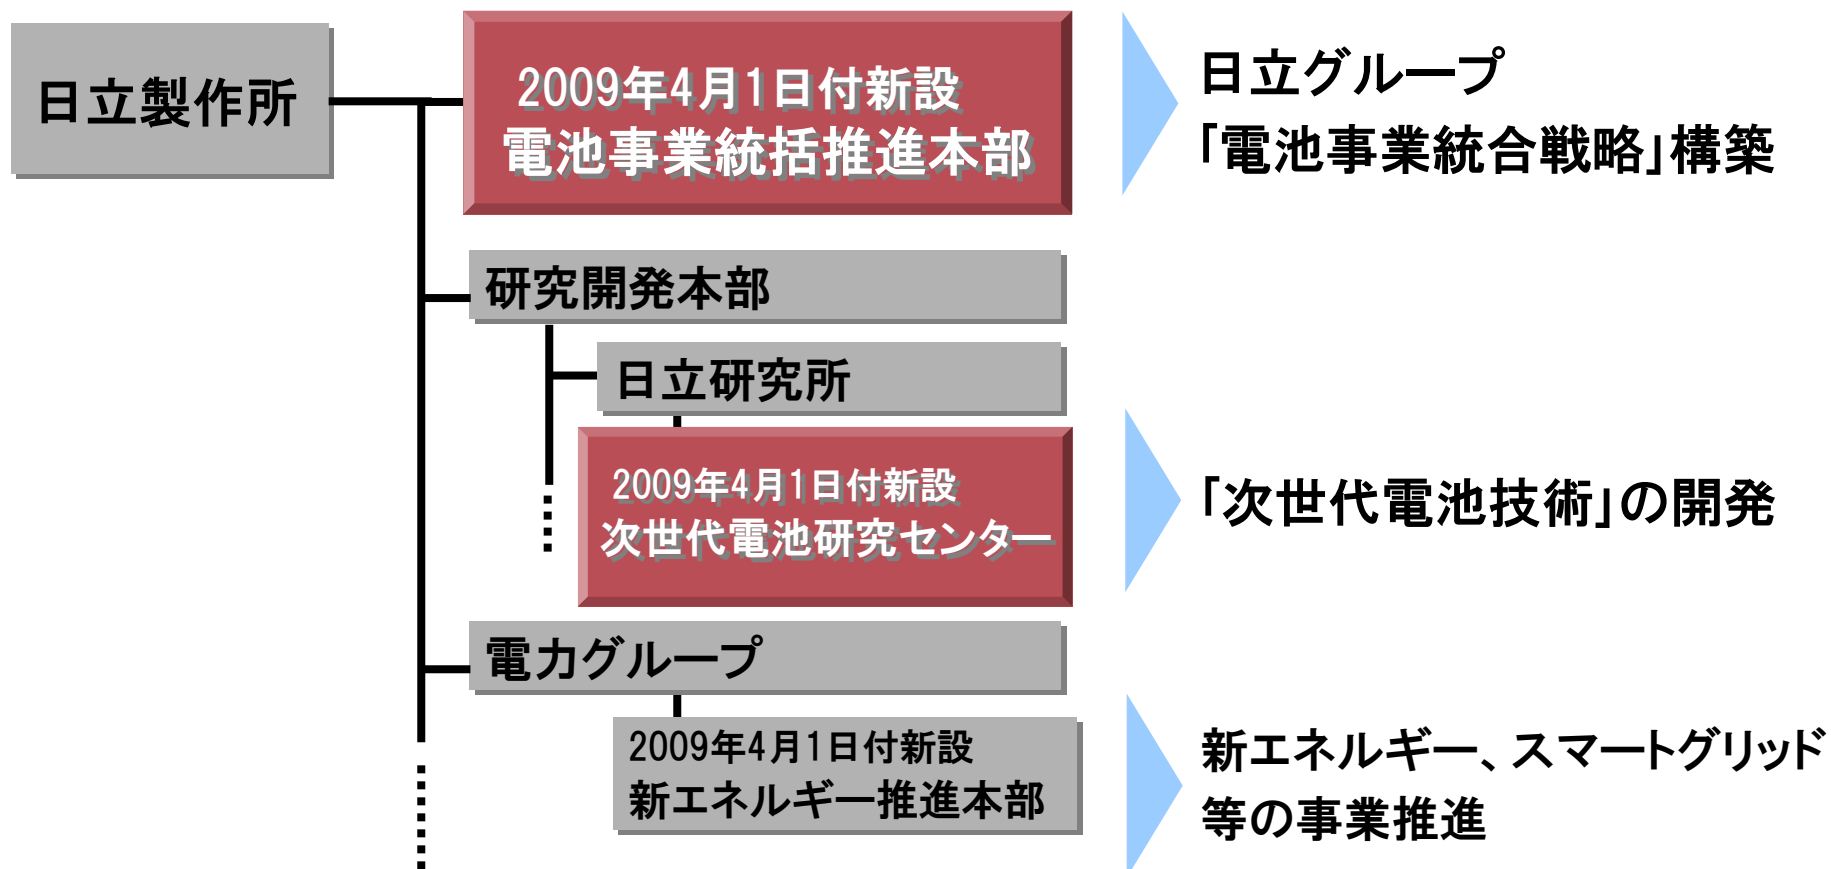 日立製作所
2009年4月1日付新設
電池事業統括推進本部
日立グループ
「電池事業統合戦略」構築
研究開発本部
日立研究所
2009年4月1日付新設
次世代電池研究センター
「次世代電池技術」の開発
電力グループ
2009年4月1日付新設
新エネルギー推進本部
新エネルギー、スマートグリッド
等の事業推進